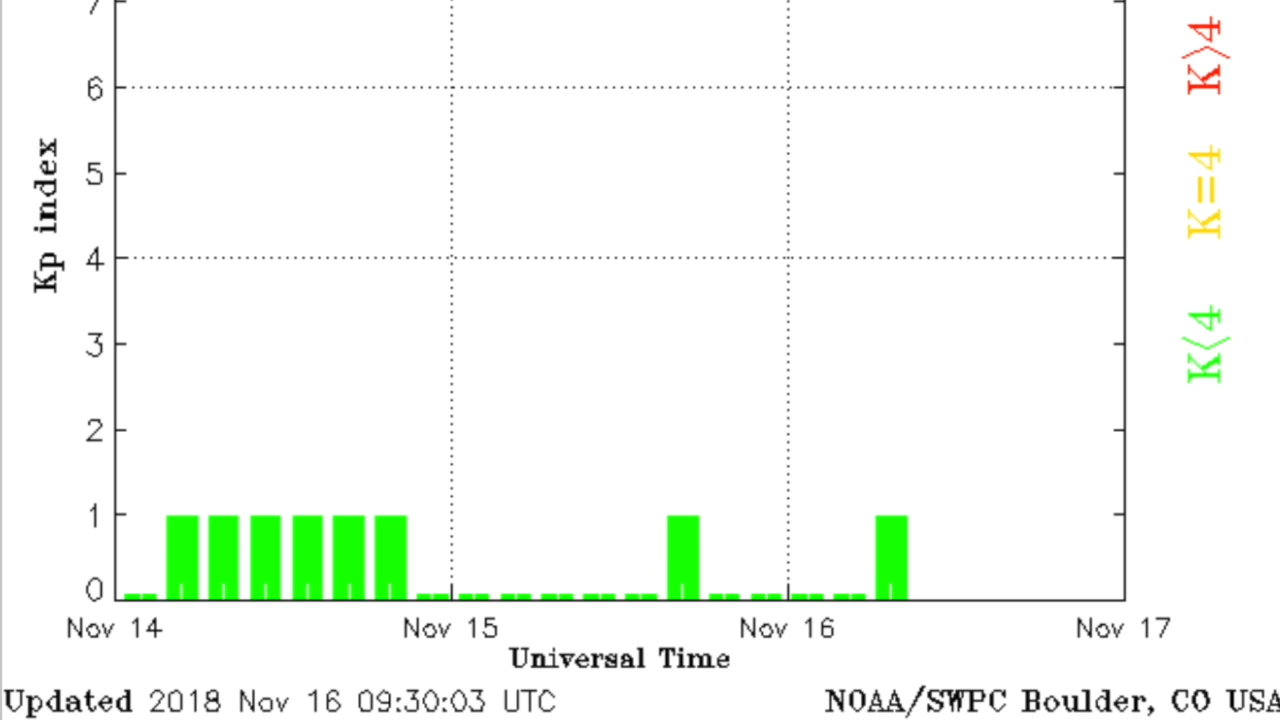 7
6
5
4
3
2
1
0
Kp index
K>4
K=4
K<4
Nov 14 Nov 15 Nov 16 Nov 17
Universal Time
Updated 2018 Nov 16 09:30:03 UTC NOAA/SWPC Boulder, CO USA